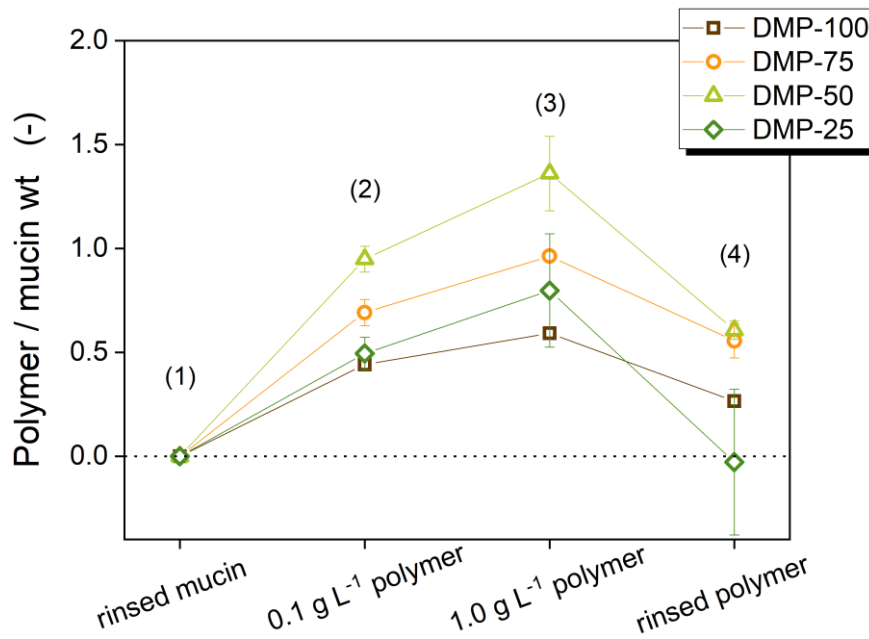 DMP-100
DMP-75
DMP-50
DMP-25
Polymer / mucin wt (-)
2.0
1.5
1.0
0.5
0.0
(1)
(2)
(3)
(4)
rinsed mucin
0.1 g L⁻¹ polymer
1.0 g L⁻¹ polymer
rinsed polymer